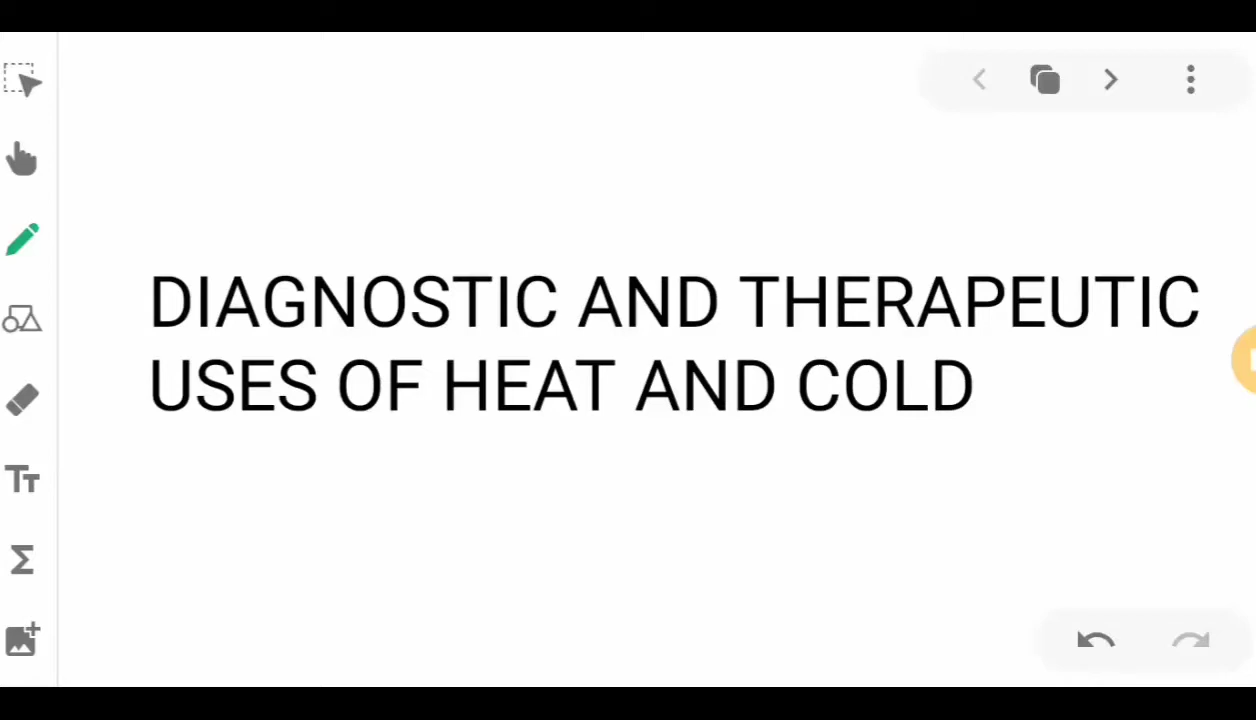 DIAGNOSTIC AND THERAPEUTIC
USES OF HEAT AND COLD